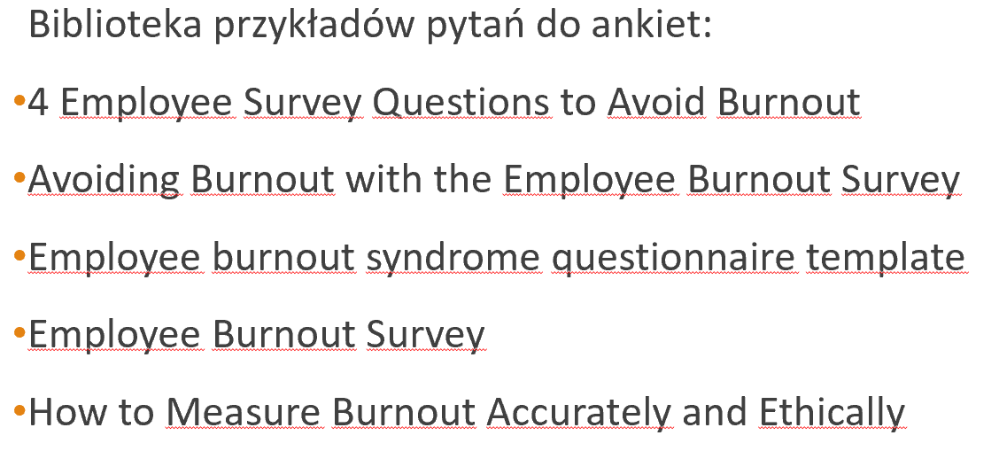 Biblioteka przykładów pytań do ankiet:
•4 Employee Survey Questions to Avoid Burnout
•Avoiding Burnout with the Employee Burnout Survey
•Employee burnout syndrome questionnaire template
•Employee Burnout Survey
•How to Measure Burnout Accurately and Ethically